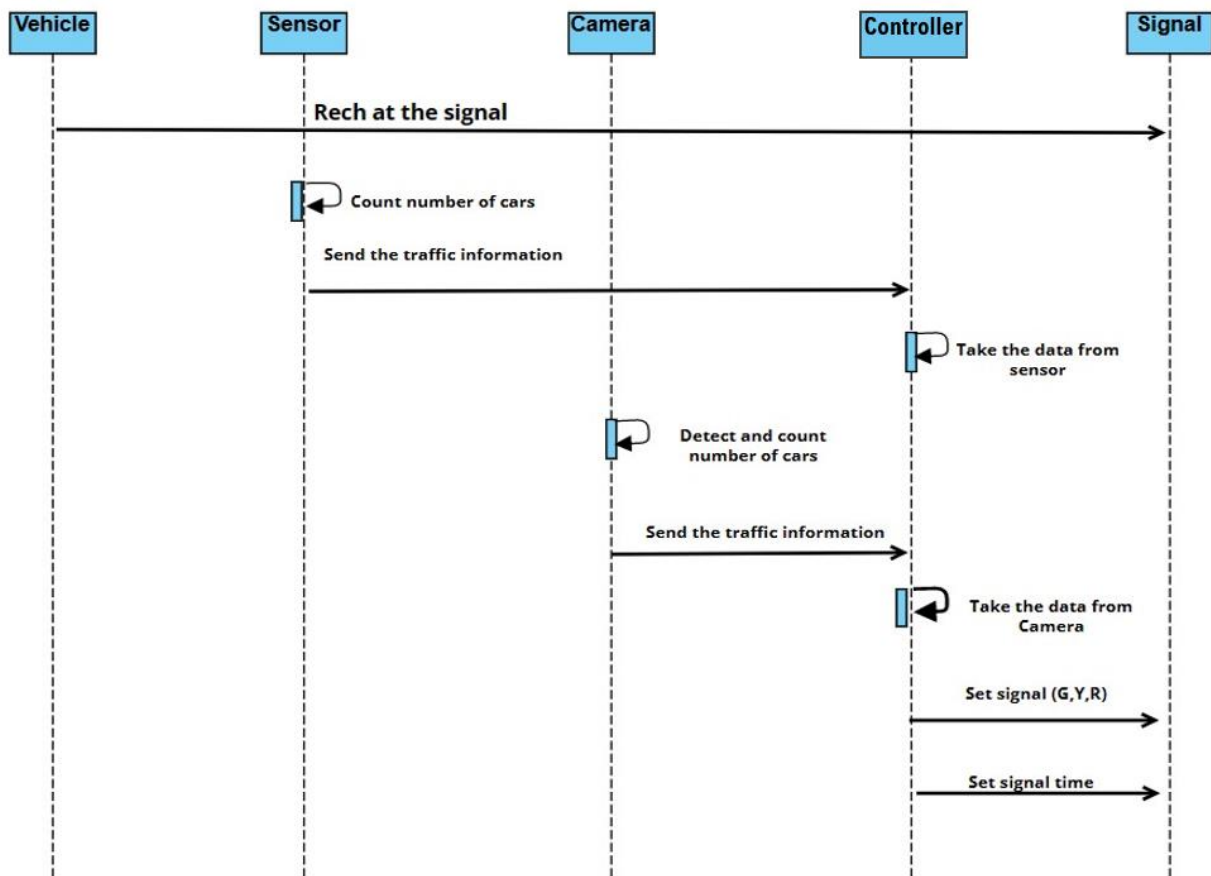 Vehicle
Sensor
Camera
Controller
Signal
Rech at the signal
Count number of cars
Send the traffic information
Take the data from
sensor
Detect and count
number of cars
Send the traffic information
Take the data from
Camera
Set signal (G,Y,R)
Set signal time